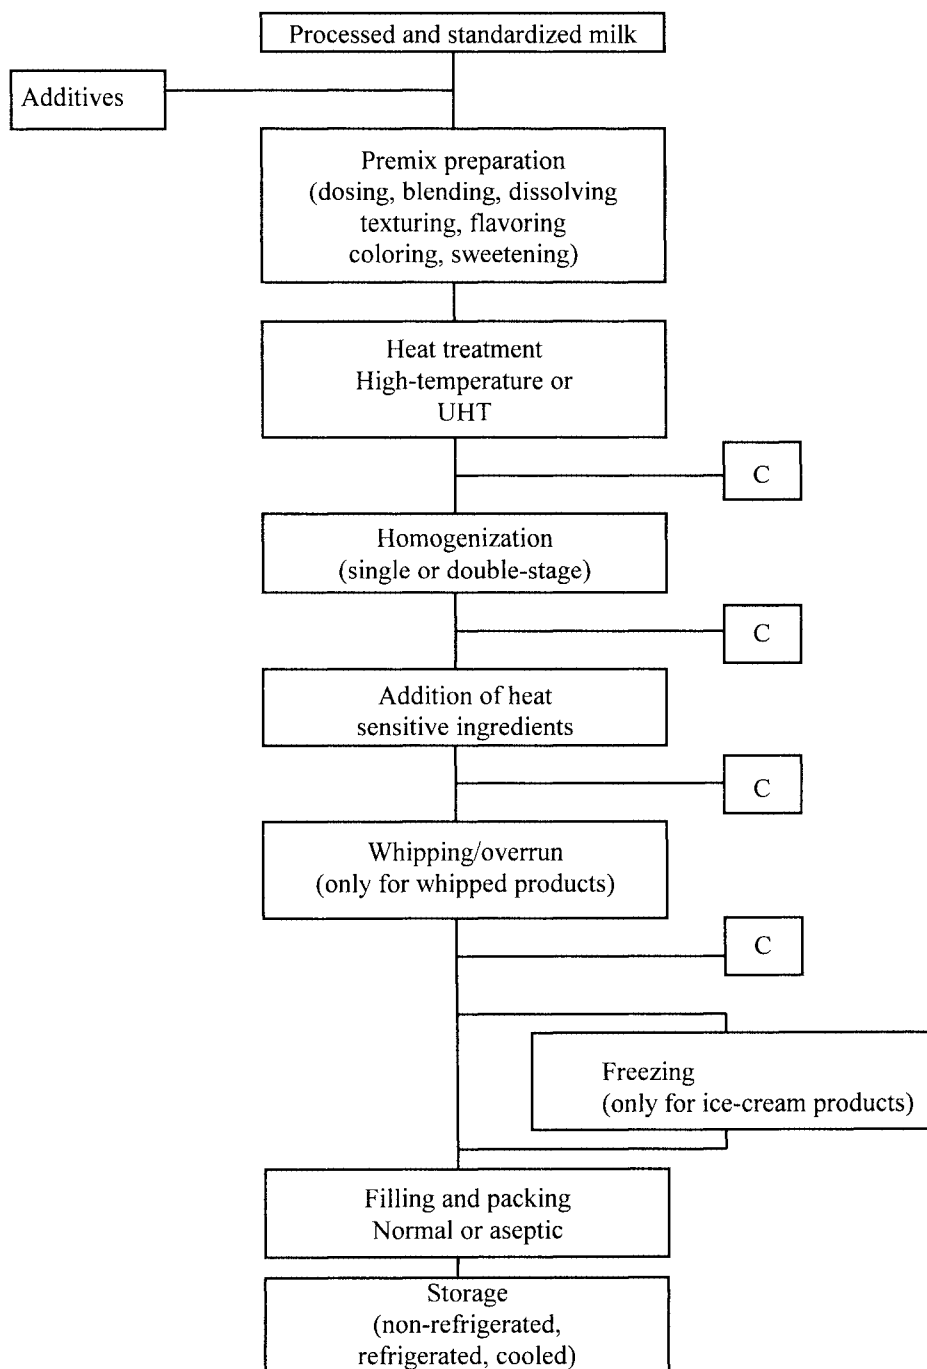 Processed and standardized milk
Additives
Premix preparation
(dosing, blending, dissolving
texturing, flavoring
coloring, sweetening)
Heat treatment
High-temperature or
UHT
C
Homogenization
(single or double-stage)
C
Addition of heat
sensitive ingredients
C
Whipping/overrun
(only for whipped products)
C
Freezing
(only for ice-cream products)
Filling and packing
Normal or aseptic
Storage
(non-refrigerated,
refrigerated, cooled)